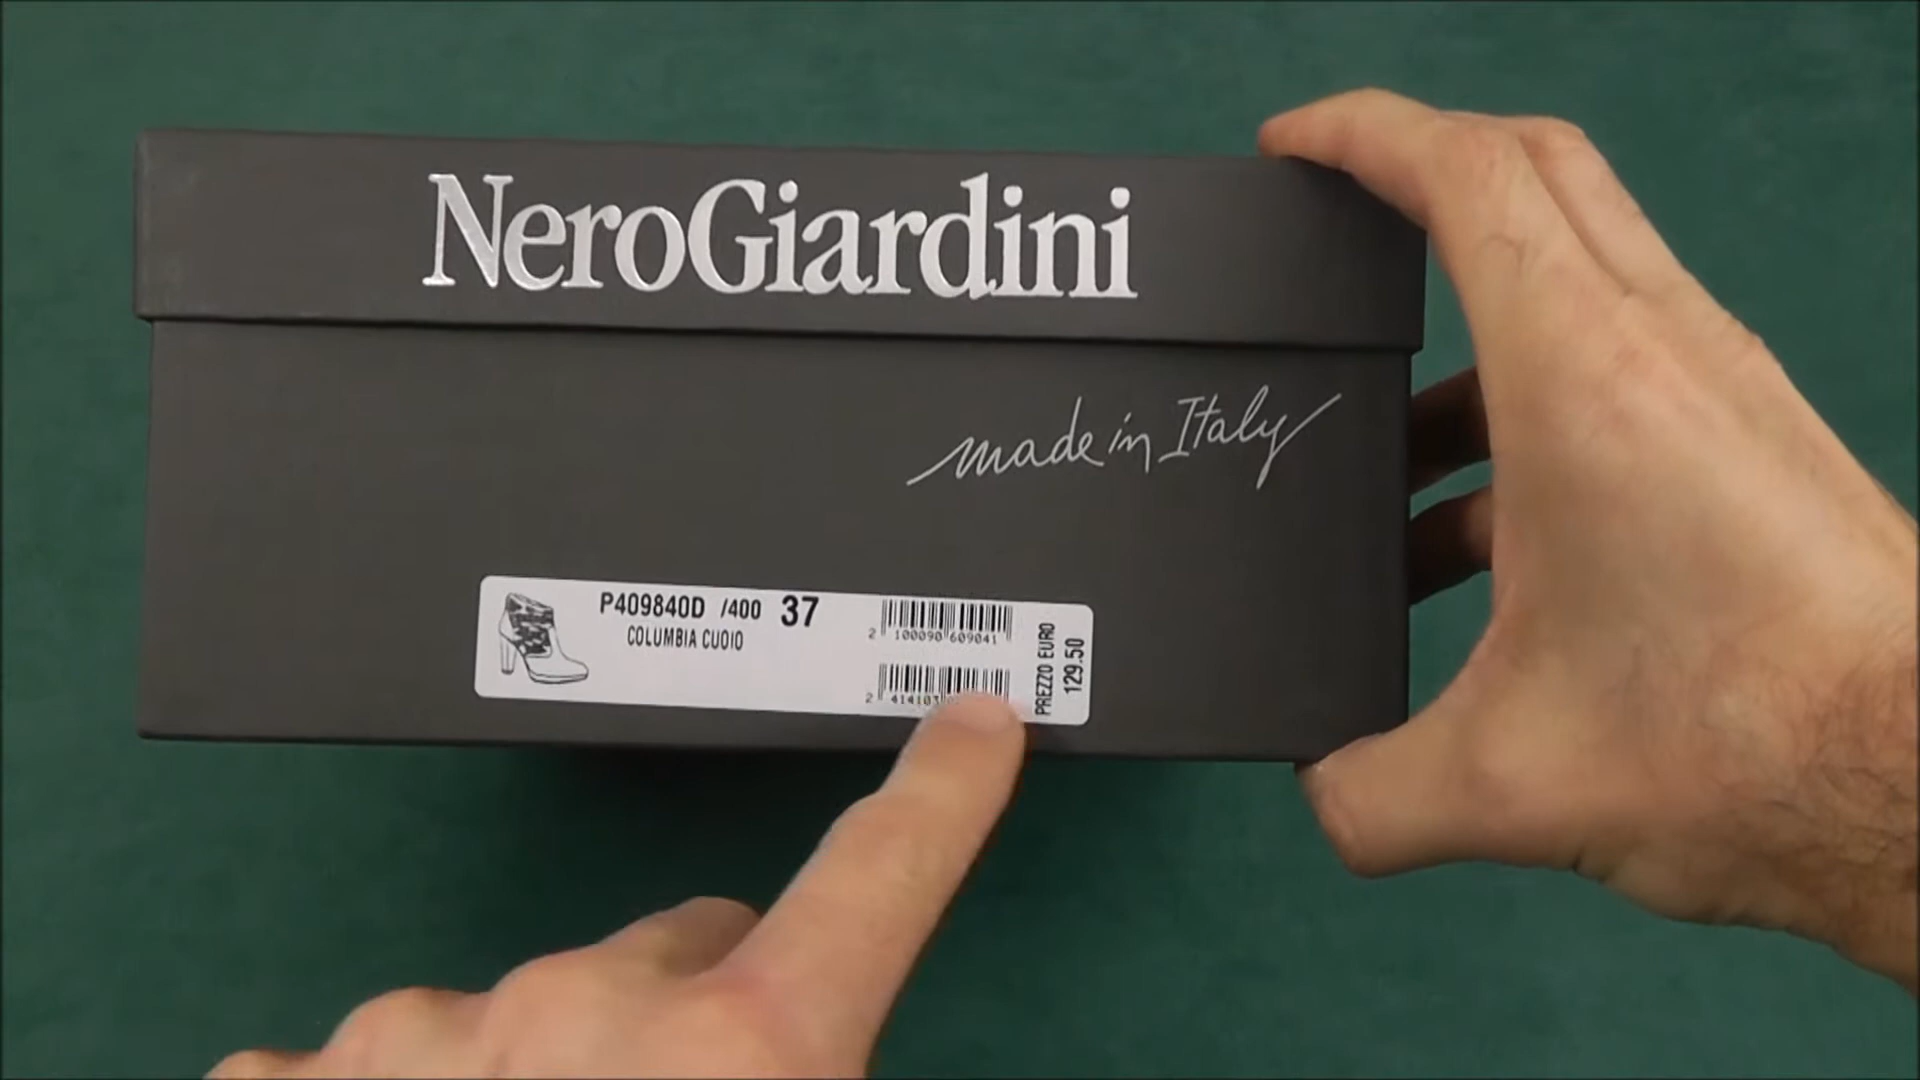 NeroGiardini
made in Italy
P409840D /400 37
COLUMBIA CUOIO
2 100090 609041
PREZZO EURO
129.50